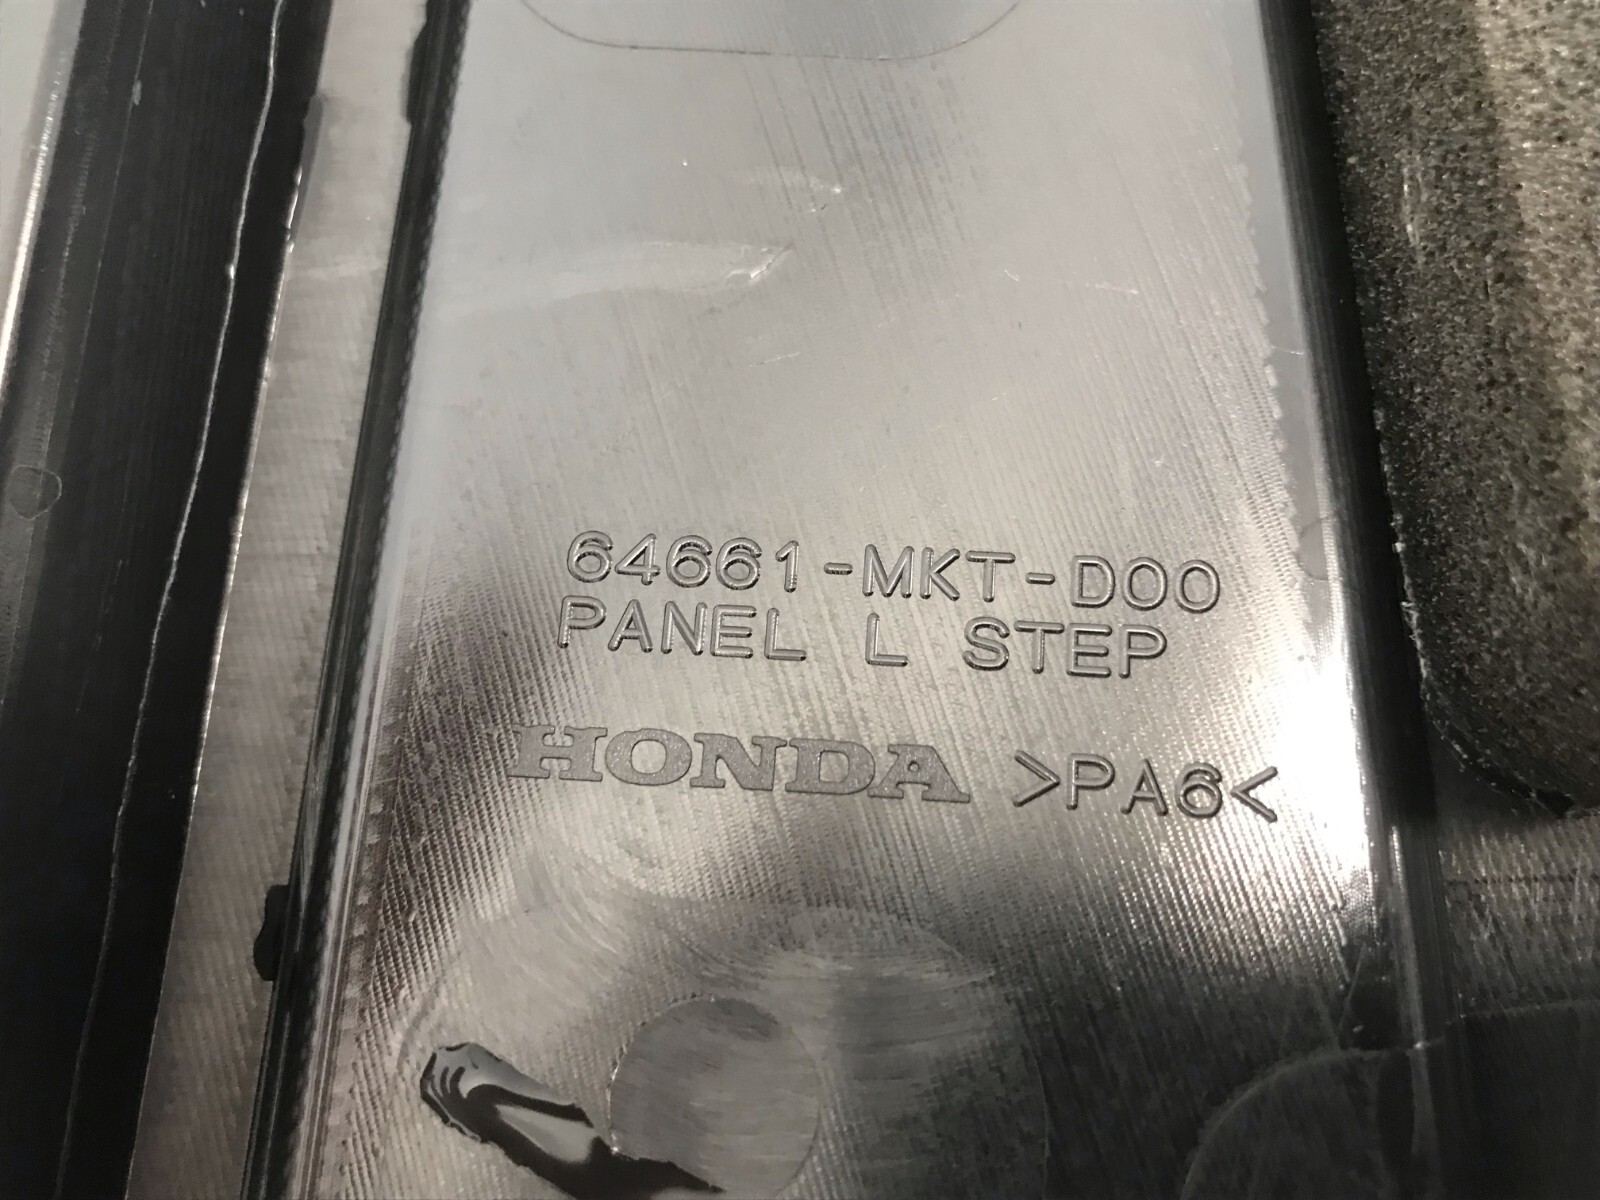 64661-MKT-D00
PANEL L STEP
HONDA >PA6<